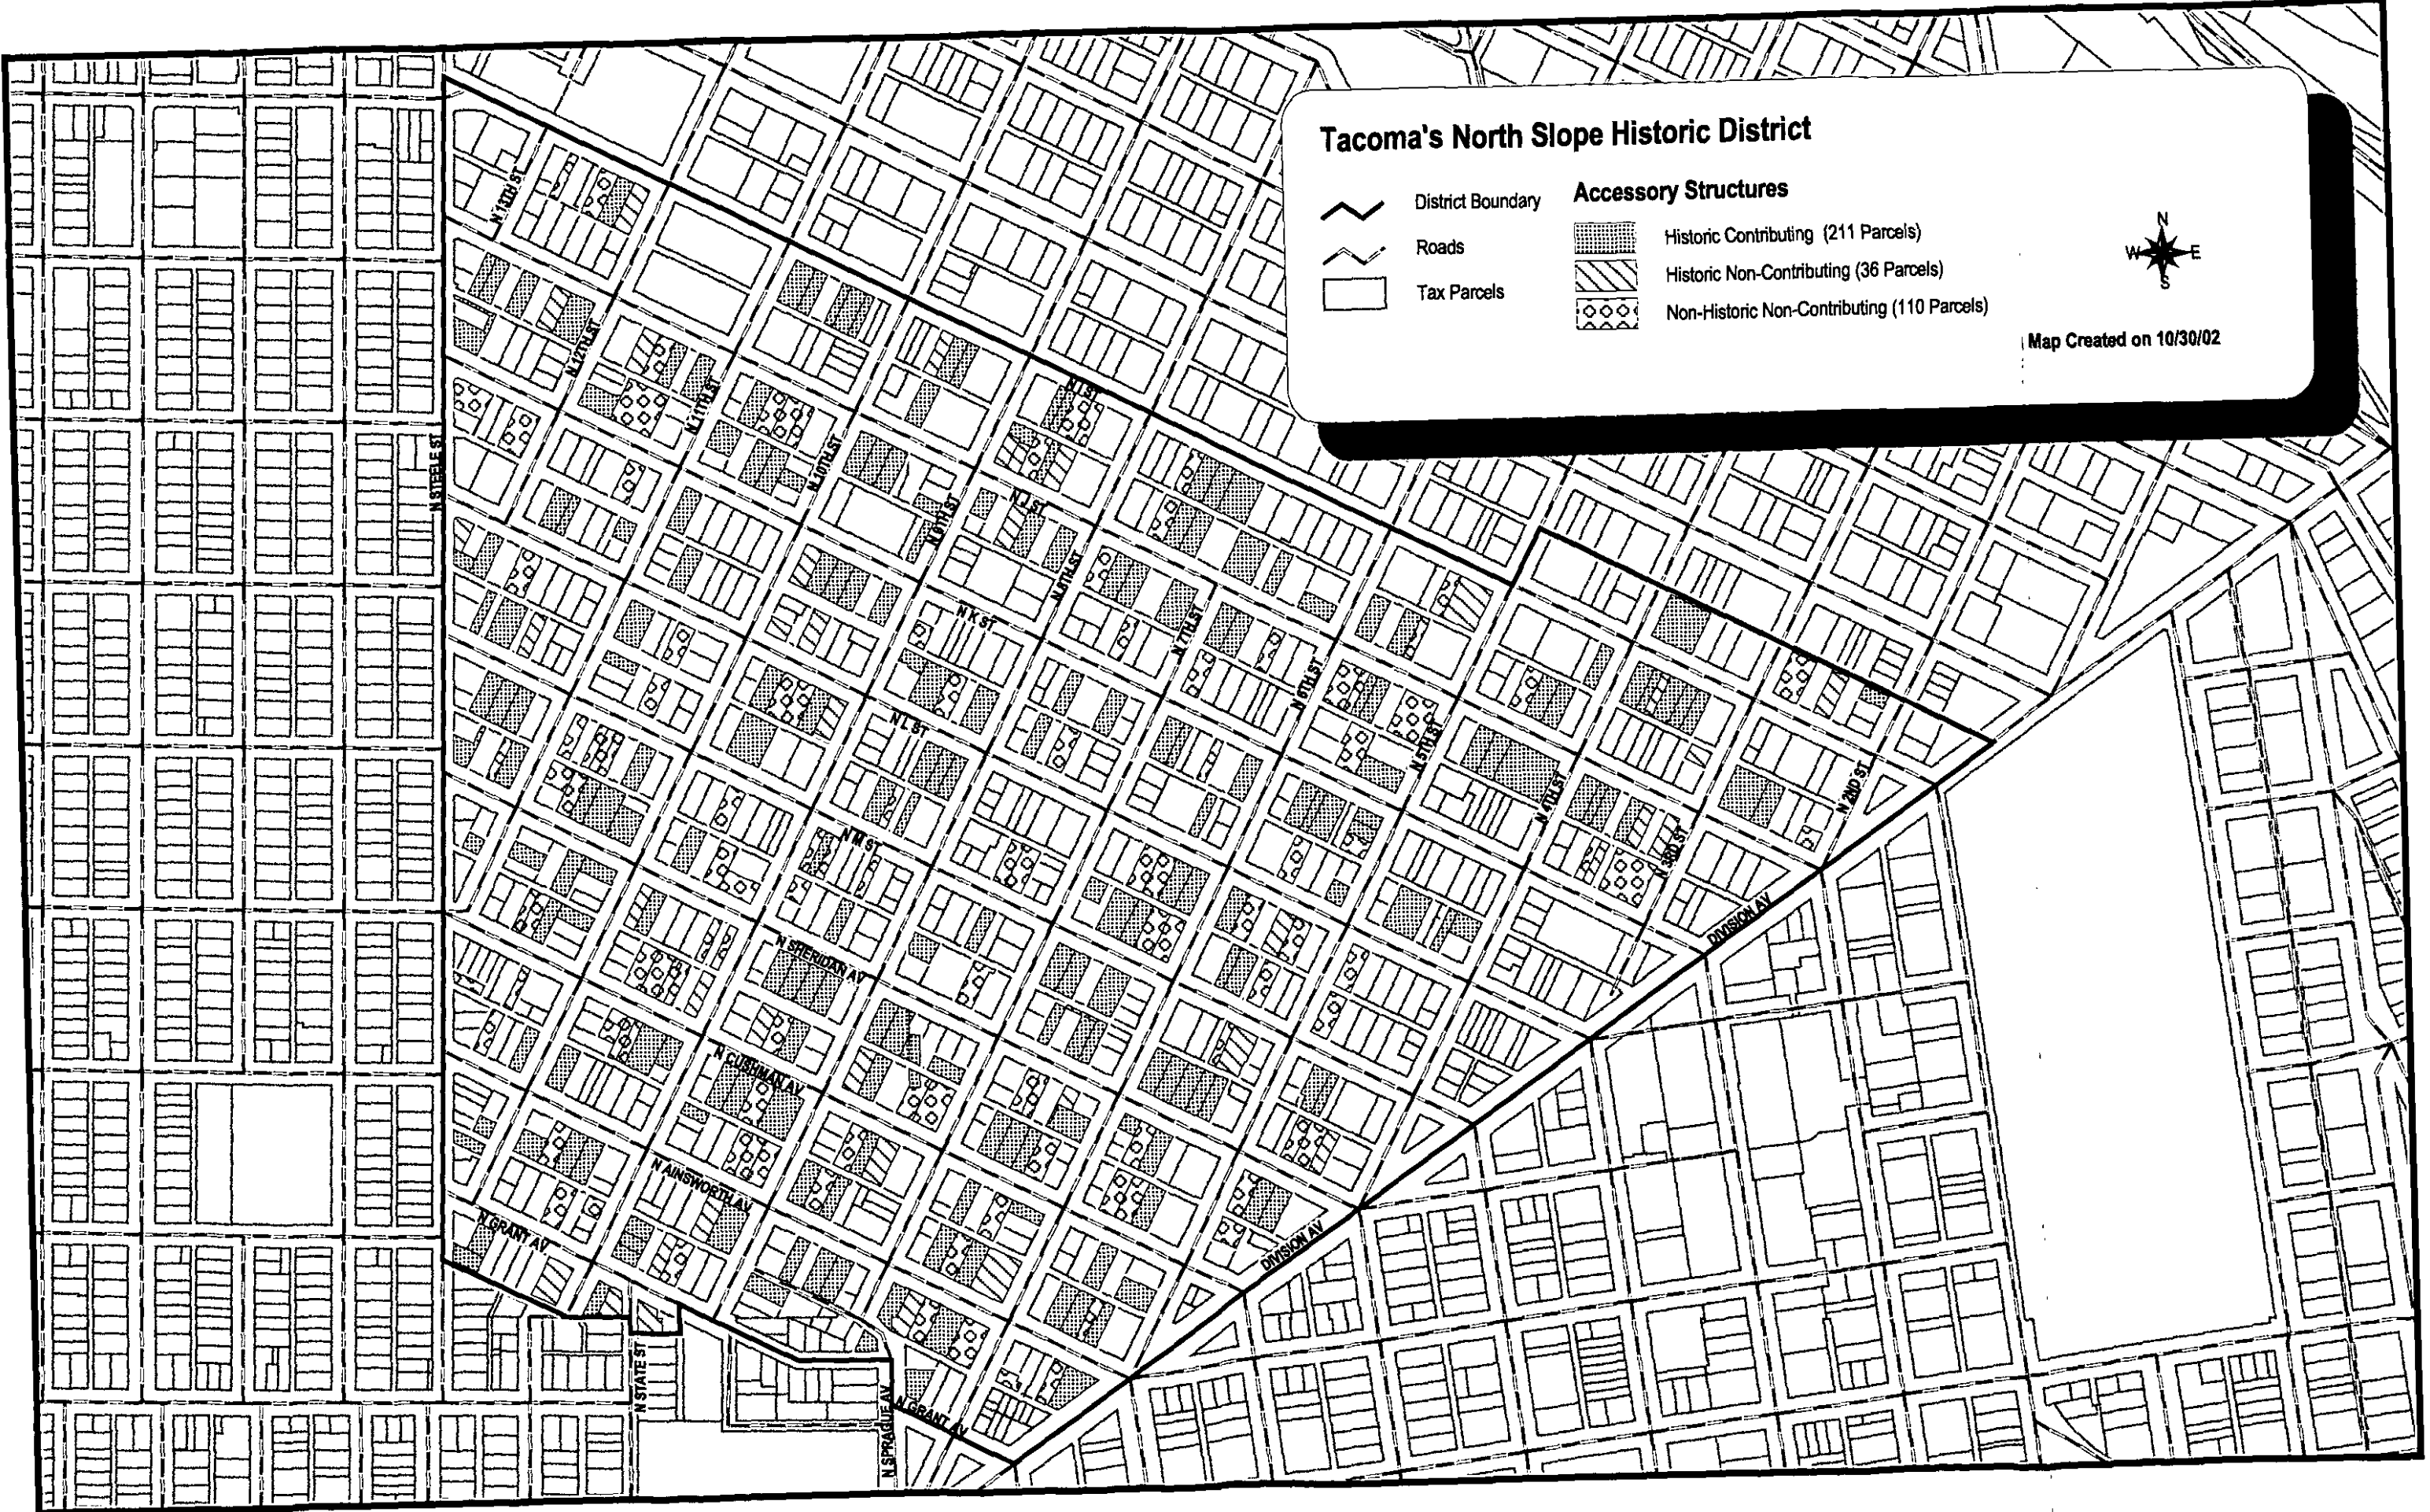 Tacoma's North Slope Historic District
District Boundary
Roads
Tax Parcels
Accessory Structures
Historic Contributing (211 Parcels)
Historic Non-Contributing (36 Parcels)
Non-Historic Non-Contributing (110 Parcels)
N
W E
S
Map Created on 10/30/02
N 13TH ST
N 12TH ST
N 11TH ST
N I ST
N STEELE ST
N 10TH ST
N 9TH ST
N J ST
N 8TH ST
N K ST
N 7TH ST
N 6TH ST
N L ST
N 5TH ST
N 4TH ST
N 2ND ST
N M ST
N 3RD ST
DIVISION AV
N SHERIDAN AV
N CUSHMAN AV
N AINSWORTH AV
N GRANT AV
DIVISION AV
N STATE ST
N SPRAGUE AV
N GRANT AV